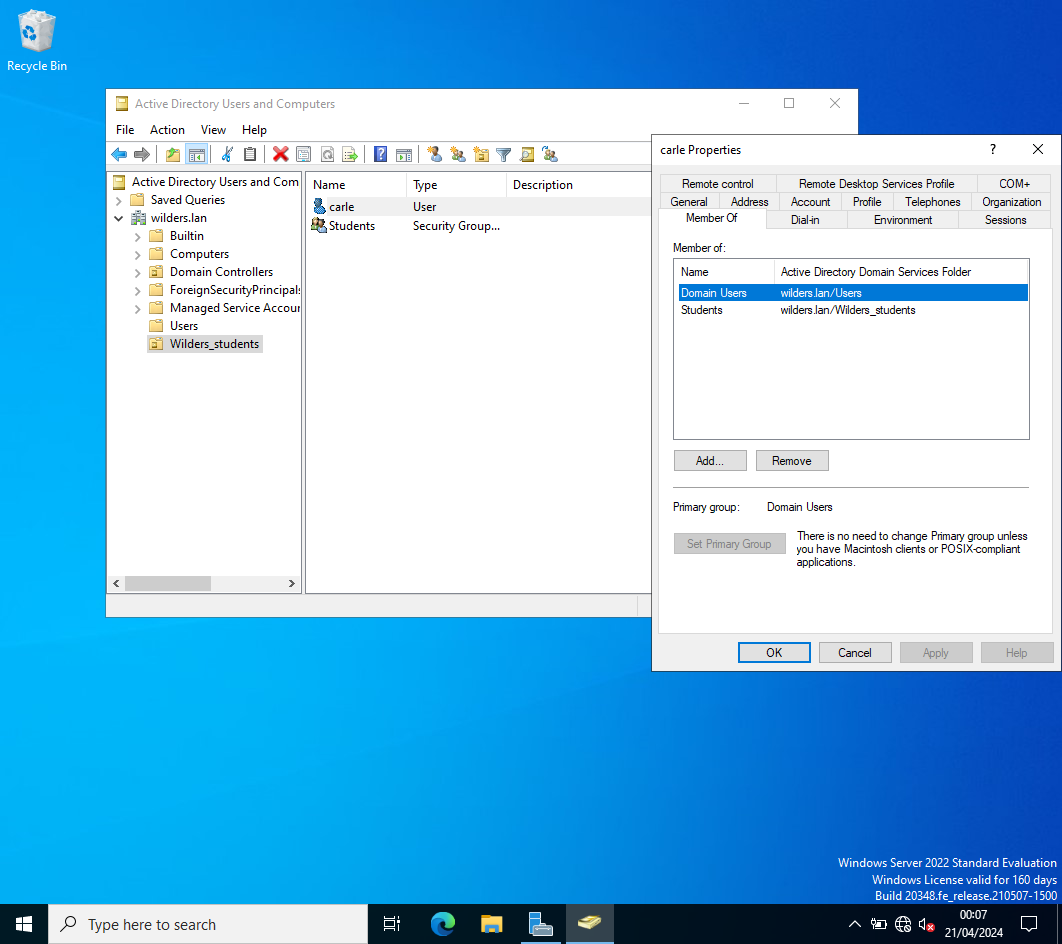 Recycle Bin
Active Directory Users and Computers
File Action View Help
Active Directory Users and Com
Saved Queries
wilders.lan
Builtin
Computers
Domain Controllers
ForeignSecurityPrincipals
Managed Service Accour
Users
Wilders_students
Name Type Description
carle User
Students Security Group...
carle Properties
?
Remote control Remote Desktop Services Profile COM+
General Address Account Profile Telephones Organization
Member Of Dial-in Environment Sessions
Member of:
Name Active Directory Domain Services Folder
Domain Users wilders.lan/Users
Students wilders.lan/Wilders_students
Add... Remove
Primary group: Domain Users
Set Primary Group
There is no need to change Primary group unless
you have Macintosh clients or POSIX-compliant
applications.
OK Cancel Apply Help
Windows Server 2022 Standard Evaluation
Windows License valid for 160 days
Build 20348.fe_release.210507-1500
Type here to search
00:07
21/04/2024